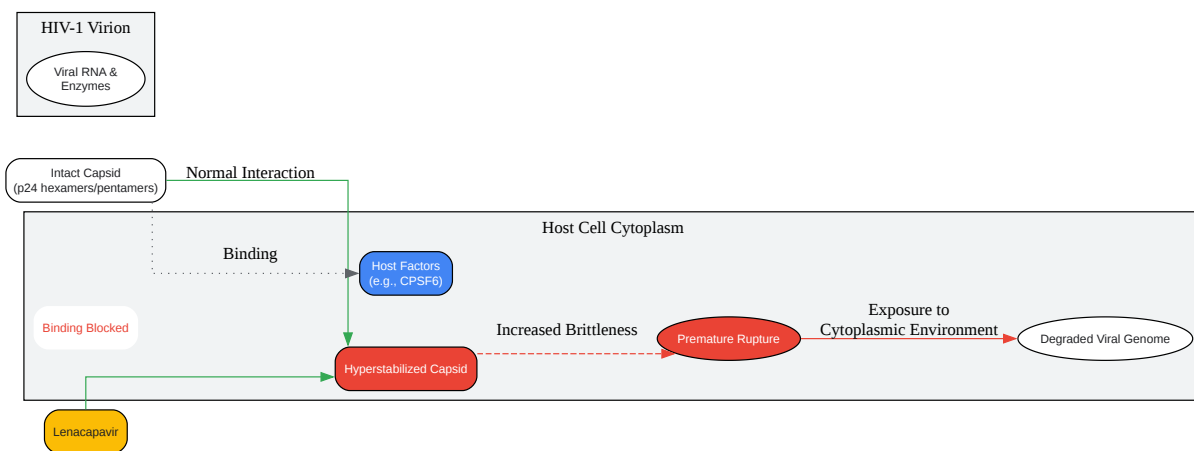 HIV-1 Virion
Viral RNA &
Enzymes
Intact Capsid
(p24 hexamers/pentamers)
Normal Interaction
Host Cell Cytoplasm
Binding
Host Factors
(e.g., CPSF6)
Binding Blocked
Increased Brittleness
Premature Rupture
Exposure to
Cytoplasmic Environment
Degraded Viral Genome
Hyperstabilized Capsid
Lenacapavir